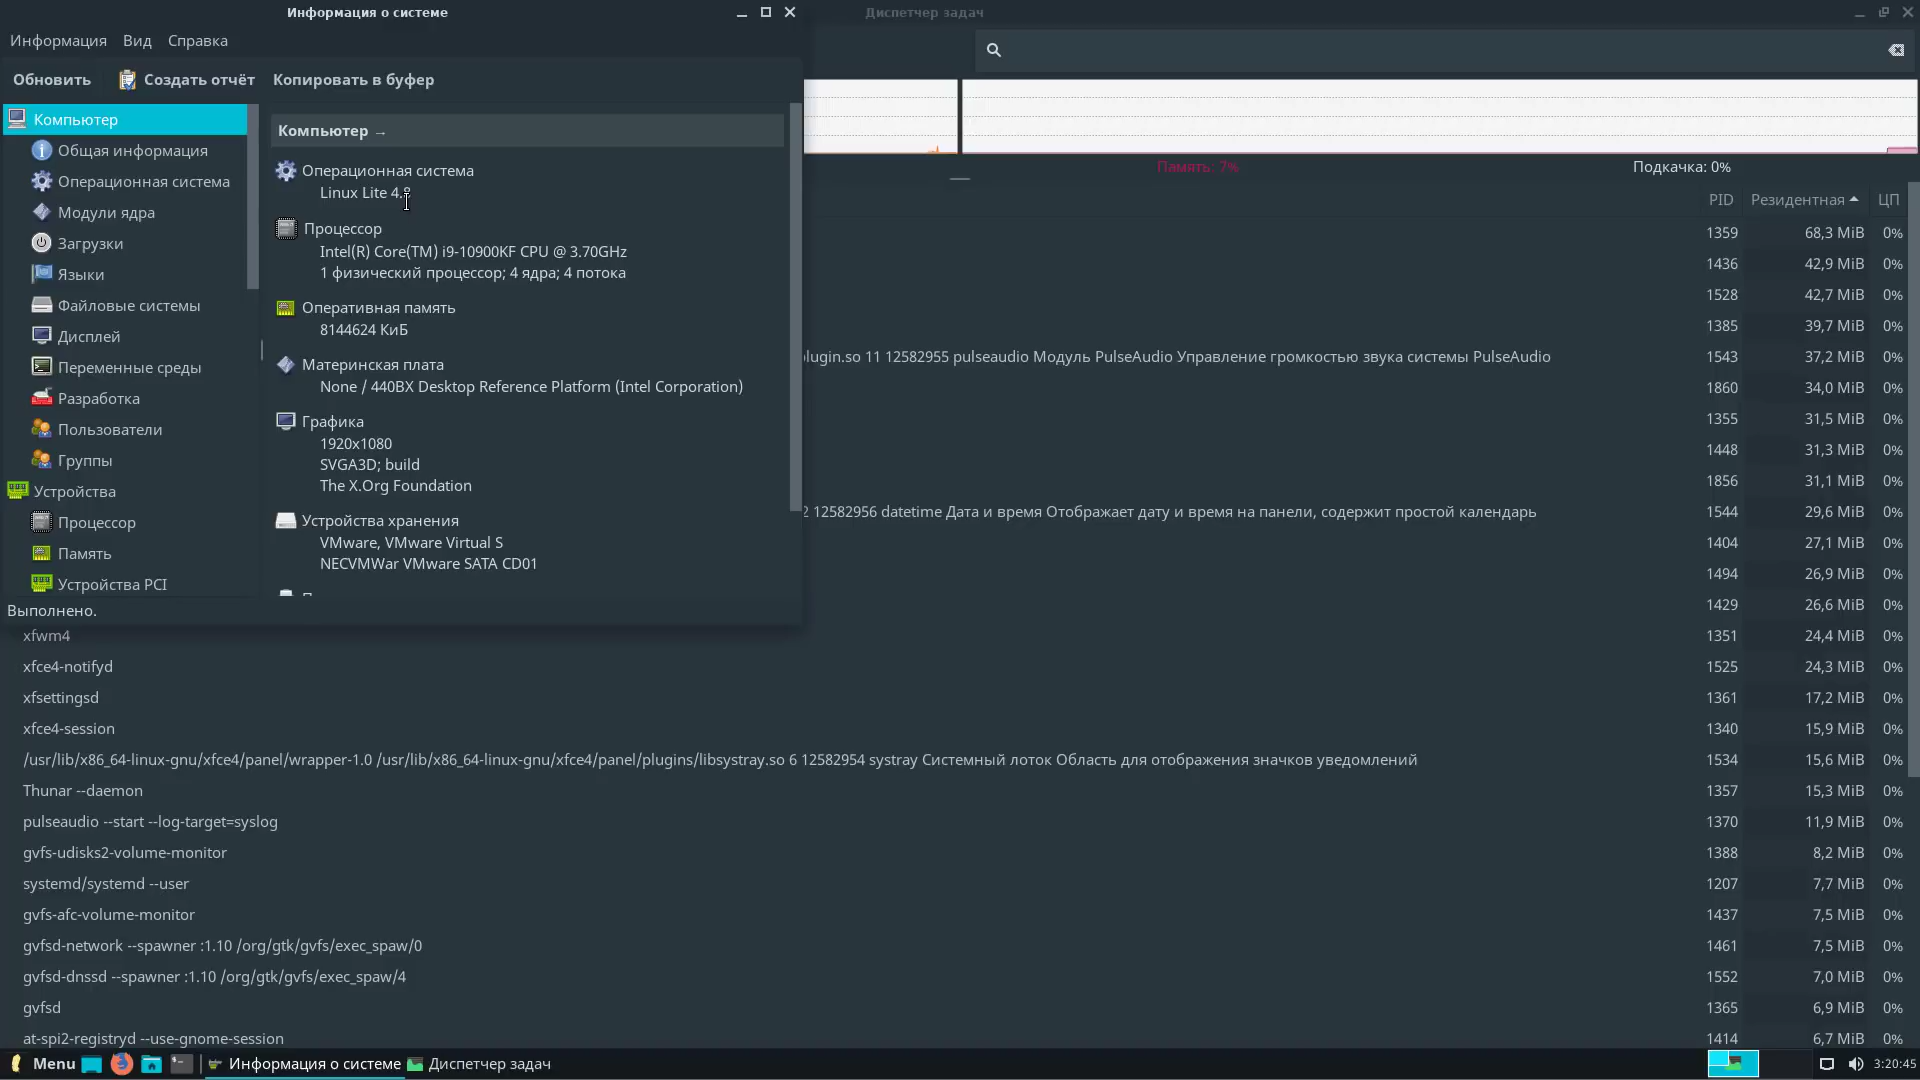 Информация о системе
Диспетчер задач
Информация Вид Справка
Обновить Создать отчёт Копировать в буфер
Компьютер
Общая информация
Операционная система
Модули ядра
Загрузки
Языки
Файловые системы
Дисплей
Переменные среды
Разработка
Пользователи
Группы
Устройства
Процессор
Память
Устройства PCI
Компьютер →
Операционная система
Linux Lite
Процессор
Intel(R) Core(TM) i9-10900KF CPU @ 3.70GHz
1 физический процессор; 4 ядра; 4 потока
Оперативная память
8144624 КиБ
Материнская плата
None / 440BX Desktop Reference Platform (Intel Corporation)
Графика
1920x1080
SVGA3D; build
The X.Org Foundation
Устройства хранения
VMware, VMware Virtual S
NECVMWar VMware SATA CD01
Выполнено.
Память: 7% Подкачка: 0%
PID Резидентная ЦП
1359 68,3 MiB 0%
1436 42,9 MiB 0%
1528 42,7 MiB 0%
1385 39,7 MiB 0%
plugin.so 11 12582955 pulseaudio Модуль PulseAudio Управление громкостью звука системы PulseAudio 1543 37,2 MiB 0%
1860 34,0 MiB 0%
1355 31,5 MiB 0%
1448 31,3 MiB 0%
1856 31,1 MiB 0%
2 12582956 datetime Дата и время Отображает дату и время на панели, содержит простой календарь 1544 29,6 MiB 0%
1404 27,1 MiB 0%
1494 26,9 MiB 0%
1429 26,6 MiB 0%
xfwm4 1351 24,4 MiB 0%
xfce4-notifyd 1525 24,3 MiB 0%
xfsettingsd 1361 17,2 MiB 0%
xfce4-session 1340 15,9 MiB 0%
/usr/lib/x86_64-linux-gnu/xfce4/panel/wrapper-1.0 /usr/lib/x86_64-linux-gnu/xfce4/panel/plugins/libsystray.so 6 12582954 systray Системный лоток Область для отображения значков уведомлений 1534 15,6 MiB 0%
Thunar --daemon 1357 15,3 MiB 0%
pulseaudio --start --log-target=syslog 1370 11,9 MiB 0%
gvfs-udisks2-volume-monitor 1388 8,2 MiB 0%
systemd/systemd --user 1207 7,7 MiB 0%
gvfs-afc-volume-monitor 1437 7,5 MiB 0%
gvfsd-network --spawner :1.10 /org/gtk/gvfs/exec_spaw/0 1461 7,5 MiB 0%
gvfsd-dnssd --spawner :1.10 /org/gtk/gvfs/exec_spaw/4 1552 7,0 MiB 0%
gvfsd 1365 6,9 MiB 0%
at-spi2-registryd --use-gnome-session 1414 6,7 MiB 0%
Menu Информация о системе Диспетчер задач 3:20:45